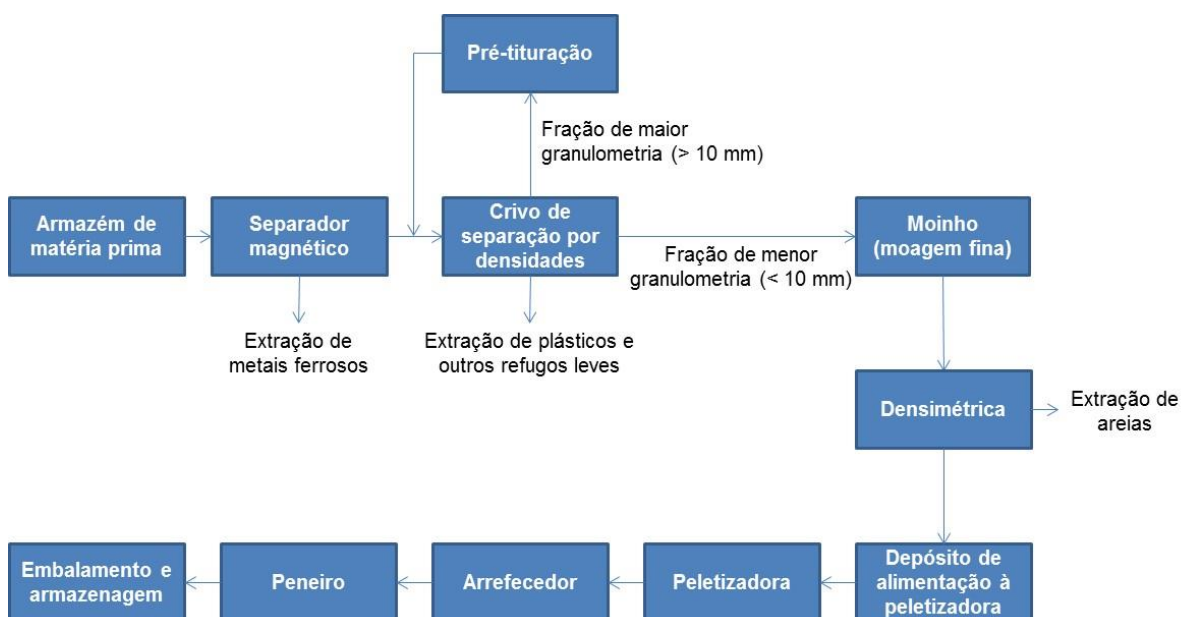 Pré-tituração
Fração de maior
granulometria (> 10 mm)
Armazém de
matéria prima
Separador
magnético
Crivo de
separação por
densidades
Moinho
(moagem fina)
Fração de menor
granulometria (< 10 mm)
Extração de
metais ferrosos
Extração de plásticos e
outros refugos leves
Densimétrica
Extração de
areias
Embalamento e
armazenagem
Peneiro
Arrefecedor
Peletizadora
Depósito de
alimentação à
peletizadora